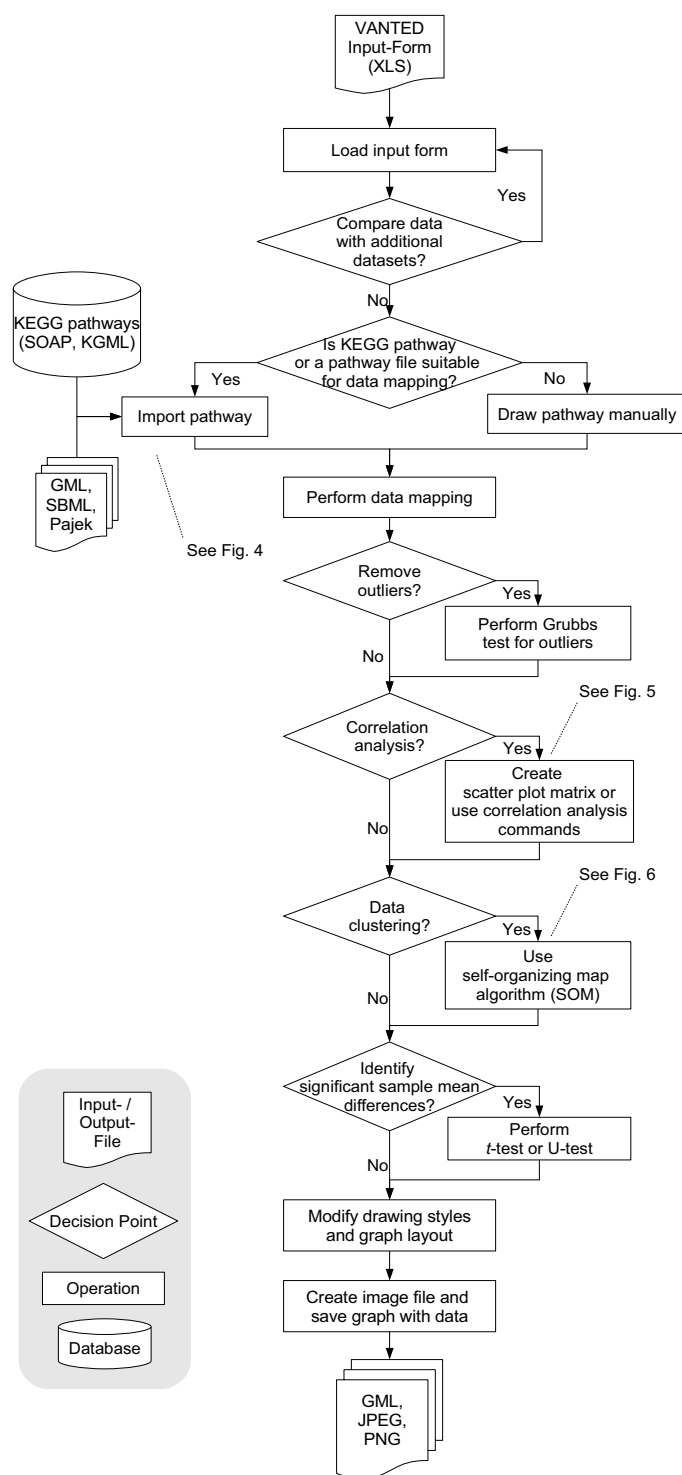 VANTED
Input-Form
(XLS)
Load input form
Yes
Compare data
with additional
datasets?
No
KEGG pathways
(SOAP, KGML)
Is KEGG pathway
or a pathway file suitable
for data mapping?
Yes
No
Import pathway
Draw pathway manually
GML,
SBML,
Pajek
Perform data mapping
See Fig. 4
Remove
outliers?
Yes
Perform Grubbs
test for outliers
No
See Fig. 5
Correlation
analysis?
Yes
Create
scatter plot matrix or
use correlation analysis
commands
No
See Fig. 6
Data
clustering?
Yes
Use
self-organizing map
algorithm (SOM)
No
Identify
significant sample mean
differences?
Yes
Perform
t-test or U-test
No
Modify drawing styles
and graph layout
Create image file and
save graph with data
GML,
JPEG,
PNG
Input- /
Output-
File
Decision Point
Operation
Database